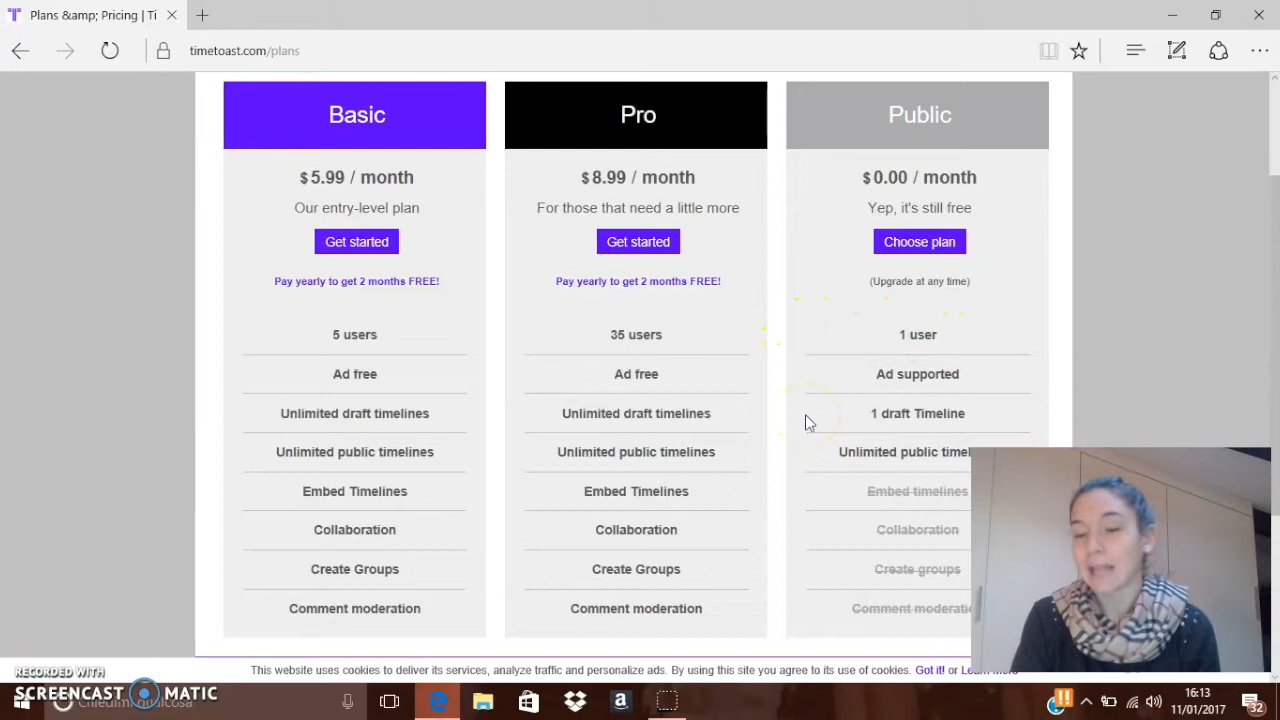 Plans &amp; Pricing | Ti
timetoast.com/plans
Basic
$5.99 / month
Our entry-level plan
Get started
Pay yearly to get 2 months FREE!
5 users
Ad free
Unlimited draft timelines
Unlimited public timelines
Embed Timelines
Collaboration
Create Groups
Comment moderation
Pro
$8.99 / month
For those that need a little more
Get started
Pay yearly to get 2 months FREE!
35 users
Ad free
Unlimited draft timelines
Unlimited public timelines
Embed Timelines
Collaboration
Create Groups
Comment moderation
Public
$0.00 / month
Yep, it's still free
Choose plan
(Upgrade at any time)
1 user
Ad supported
1 draft Timeline
Unlimited public timel
Embed timelines
Collaboration
Create groups
Comment moderatio
This website uses cookies to deliver its services, analyze traffic and personalize ads. By using this site you agree to its use of cookies. Got it! or Learn More
RECORDED WITH
SCREENCAST MATIC
Chiedimi qualcosa
16:13
11/01/2017
32